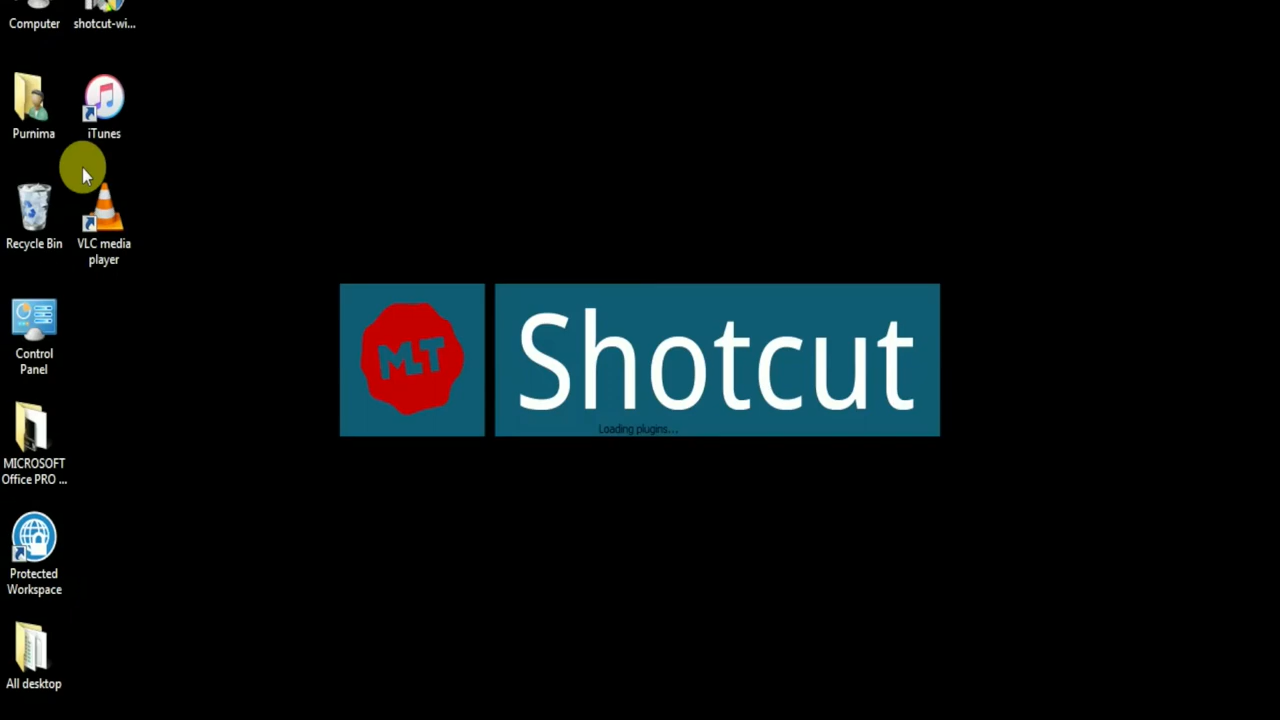 Computer
shotcut-wi...
Purnima
iTunes
Recycle Bin
VLC media
player
Control
Panel
MICROSOFT
Office PRO ...
Protected
Workspace
All desktop
MLT
Shotcut
Loading plugins...